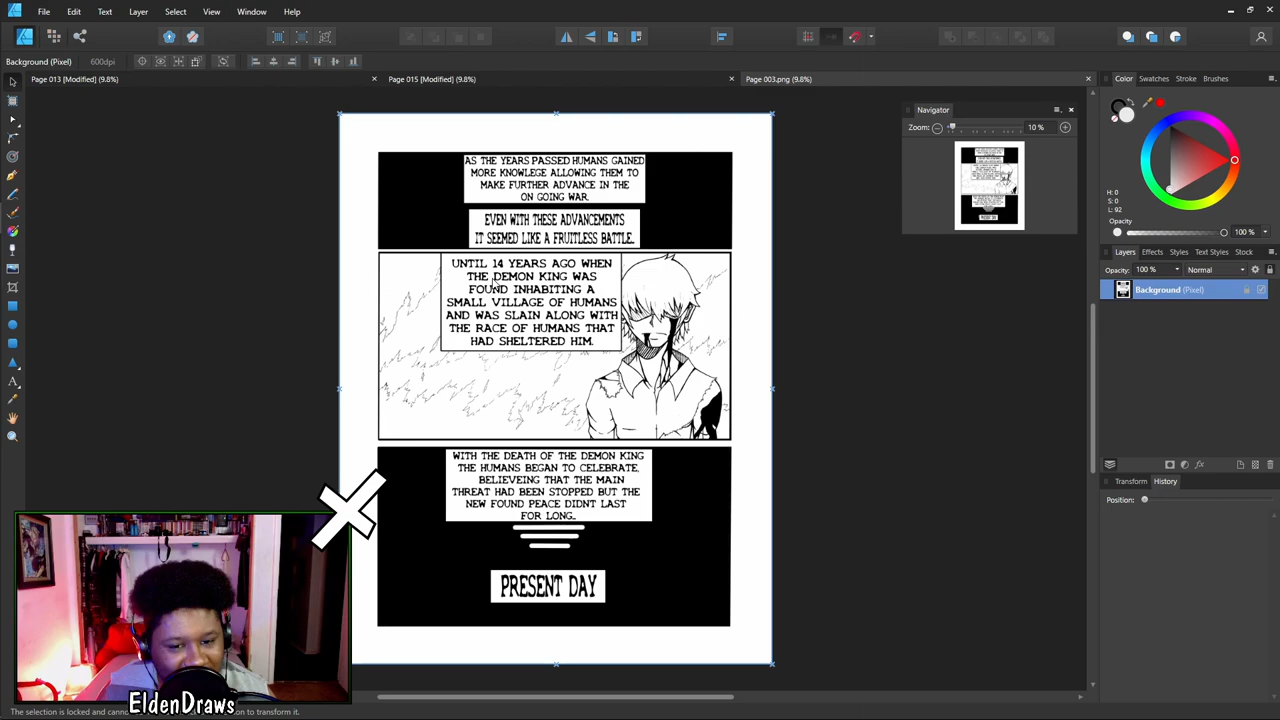 File Edit Text Layer Select Arrange Draw View Window Help
Background (Pixel) 600dpi
Page 013 [Modified] (9.8%) Page 015 [Modified] (9.8%) Page 003.png (9.8%)
AS THE YEARS PASSED HUMANS GAINED
MORE KNOWLEGE ALLOWING THEM TO
MAKE FURTHER ADVANCE IN THE
ON GOING WAR.
EVEN WITH THESE ADVANCEMENTS
IT SEEMED LIKE A FRUITLESS BATTLE.
UNTIL 14 YEARS AGO WHEN
THE DEMON KING WAS
FOUND INHABITING A
SMALL VILLAGE OF HUMANS
AND WAS SLAIN ALONG WITH
THE RACE OF HUMANS THAT
HAD SHELTERED HIM.
WITH THE DEATH OF THE DEMON KING
THE HUMANS BEGAN TO CELEBRATE,
BELIEVEING THAT THE MAIN
THREAT HAD BEEN STOPPED BUT THE
NEW FOUND PEACE DIDNT LAST
FOR LONG...
PRESENT DAY
Navigator
Zoom: 10 %
Color Swatches Stroke Brushes
H: 0
S: 0
L: 92
Opacity
100 %
Layers Effects Styles Text Styles Stock
Opacity: 100 % Normal
Background (Pixel)
Transform History
Position:
EldenDraws
The selection is locked and cannot
ion to transform it.